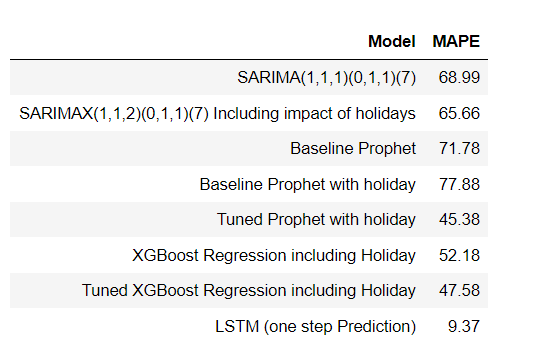 Model MAPE
SARIMA(1,1,1)(0,1,1)(7) 68.99
SARIMAX(1,1,2)(0,1,1)(7) Including impact of holidays 65.66
Baseline Prophet 71.78
Baseline Prophet with holiday 77.88
Tuned Prophet with holiday 45.38
XGBoost Regression including Holiday 52.18
Tuned XGBoost Regression including Holiday 47.58
LSTM (one step Prediction) 9.37